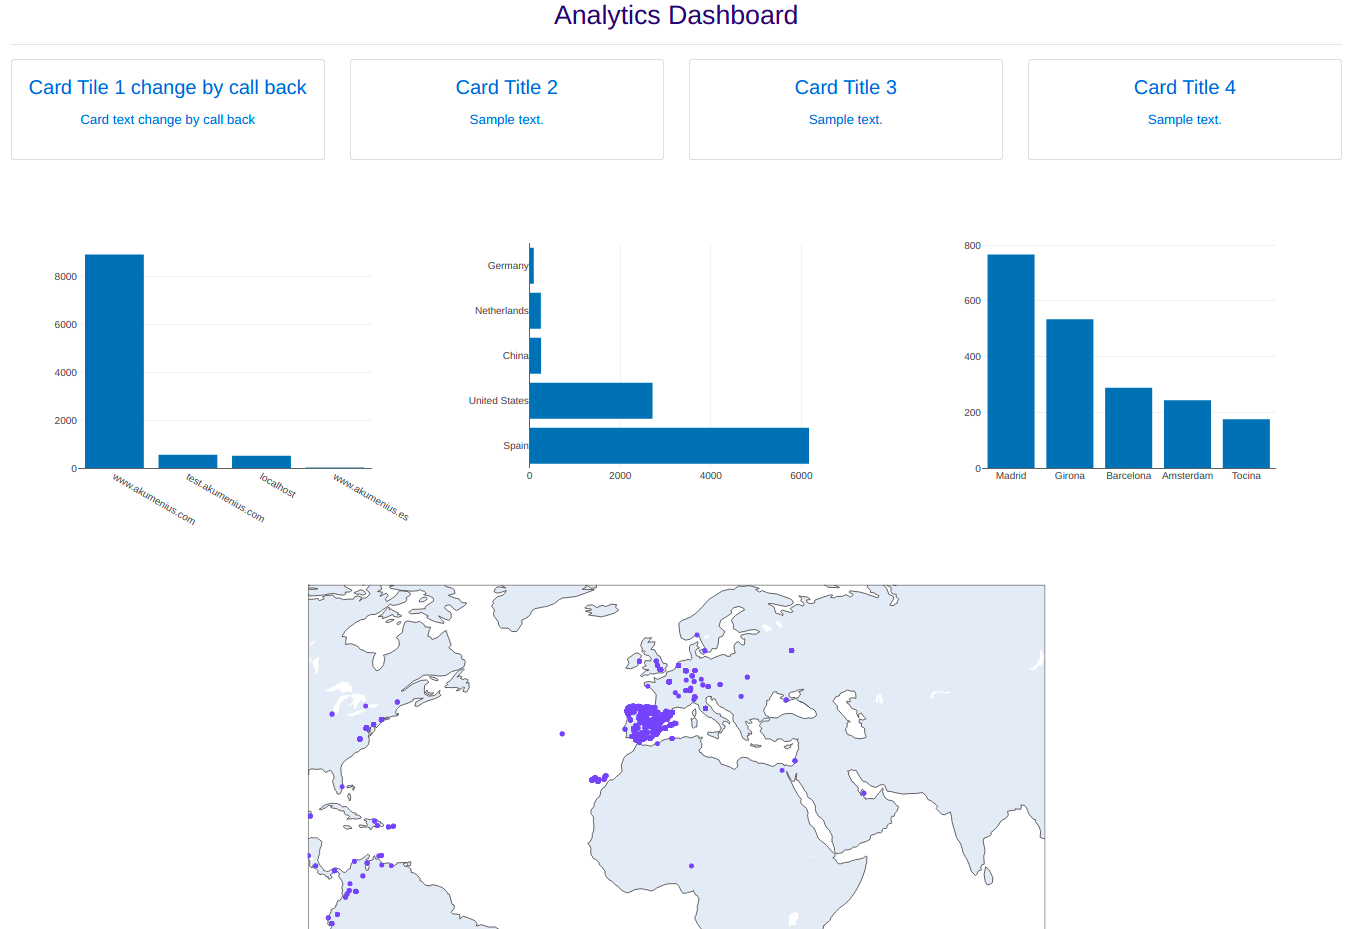 Analytics Dashboard
Card Tile 1 change by call back
Card text change by call back
Card Title 2
Sample text.
Card Title 3
Sample text.
Card Title 4
Sample text.
8000
6000
4000
2000
0
www.akumenius.com
test.akumenius.com
localhost
www.akumenius.es
Germany
Netherlands
China
United States
Spain
0 2000 4000 6000
800
600
400
200
0
Madrid Girona Barcelona Amsterdam Tocina